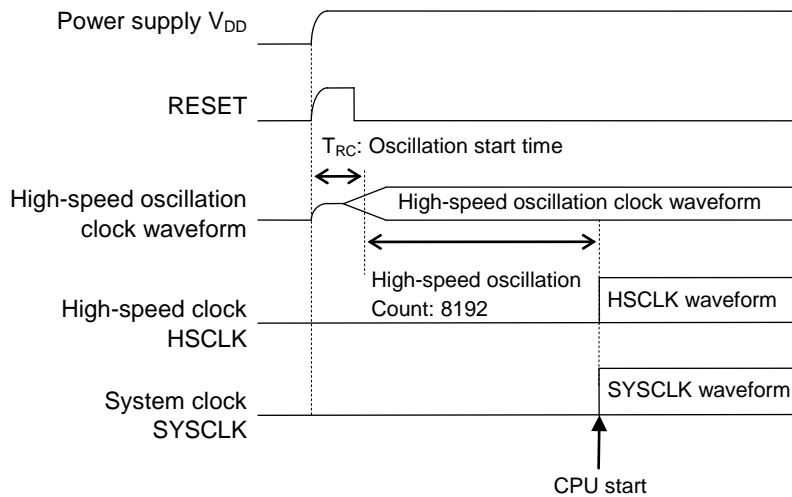 Power supply VDD
RESET
TRC: Oscillation start time
High-speed oscillation
clock waveform
High-speed oscillation clock waveform
High-speed oscillation
Count: 8192
High-speed clock
HSCLK
HSCLK waveform
System clock
SYSCLK
SYSCLK waveform
CPU start